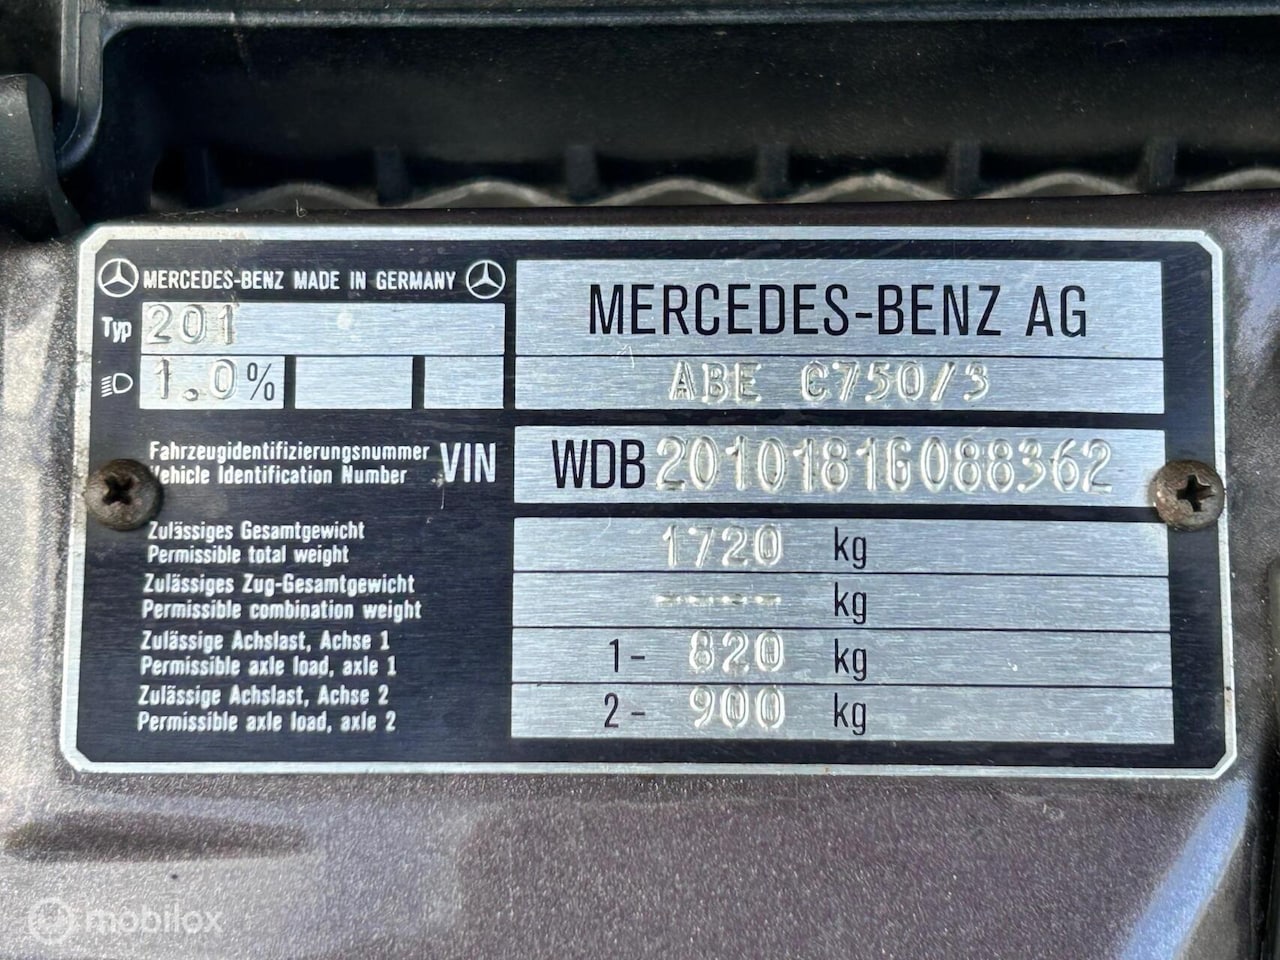 MERCEDES-BENZ MADE IN GERMANY
Typ 201
1.0%
MERCEDES-BENZ AG
ABE C750/3
Fahrzeugidentifizierungsnummer
Vehicle Identification Number VIN
WDB 2010181G088362
Zulässiges Gesamtgewicht
Permissible total weight
1720 kg
Zulässiges Zug-Gesamtgewicht
Permissible combination weight
---- kg
Zulässige Achslast, Achse 1
Permissible axle load, axle 1
1- 820 kg
Zulässige Achslast, Achse 2
Permissible axle load, axle 2
2- 900 kg
mobilox